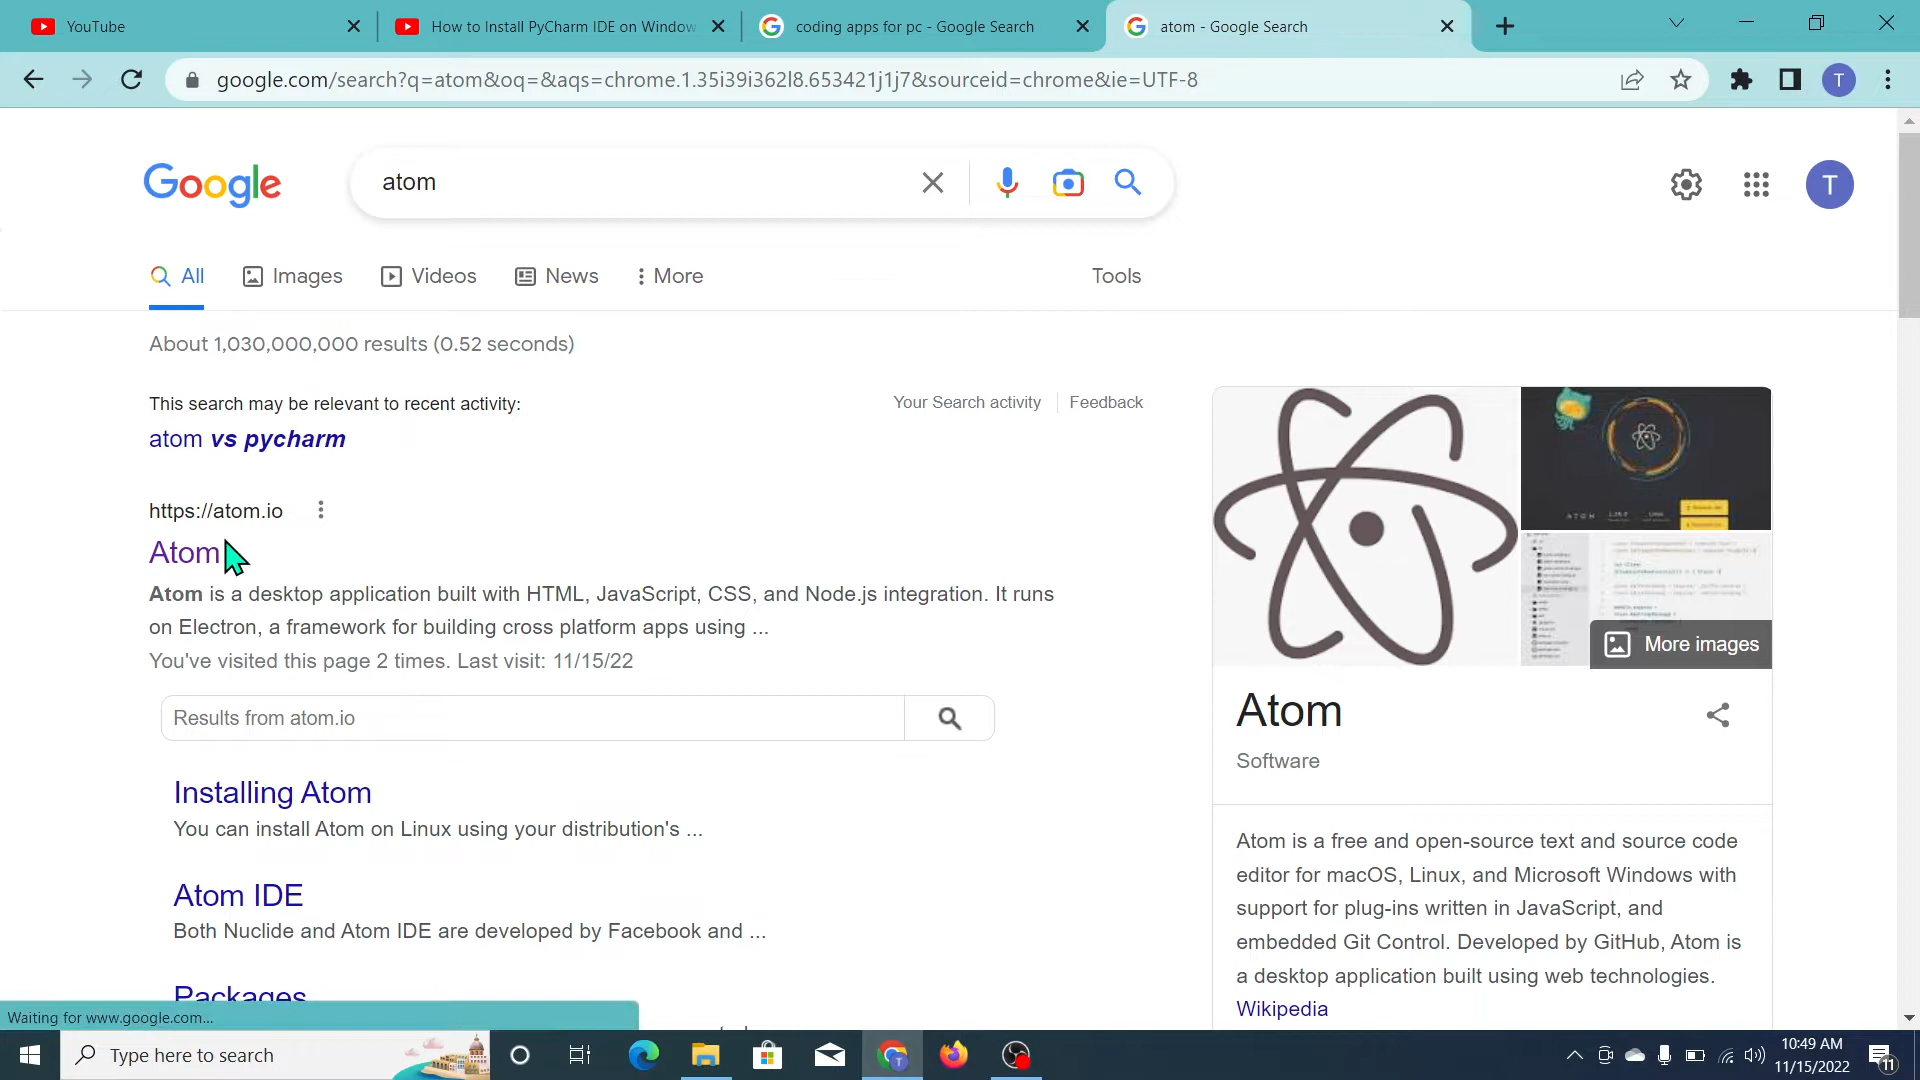 YouTube
How to Install PyCharm IDE on Window
coding apps for pc - Google Search
atom - Google Search
google.com/search?q=atom&oq=&aqs=chrome.1.35i39i362l8.653421j1j7&sourceid=chrome&ie=UTF-8
T
Google
atom
T
All
Images
Videos
News
More
Tools
About 1,030,000,000 results (0.52 seconds)
This search may be relevant to recent activity:
Your Search activity
Feedback
atom vs pycharm
https://atom.io
Atom
Atom is a desktop application built with HTML, JavaScript, CSS, and Node.js integration. It runs
on Electron, a framework for building cross platform apps using ...
You've visited this page 2 times. Last visit: 11/15/22
Results from atom.io
Installing Atom
You can install Atom on Linux using your distribution's ...
Atom IDE
Both Nuclide and Atom IDE are developed by Facebook and ...
Packages
ATOM
More images
Atom
Software
Atom is a free and open-source text and source code
editor for macOS, Linux, and Microsoft Windows with
support for plug-ins written in JavaScript, and
embedded Git Control. Developed by GitHub, Atom is
a desktop application built using web technologies.
Wikipedia
Waiting for www.google.com...
Type here to search
T
10:49 AM
11/15/2022
11